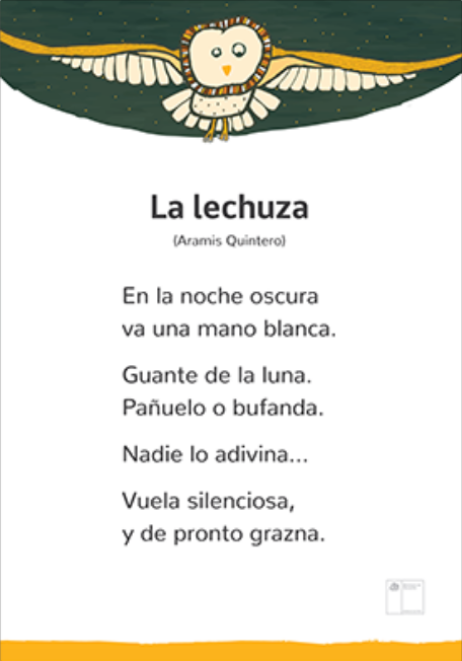 La lechuza
(Aramis Quintero)
En la noche oscura
va una mano blanca.
Guante de la luna.
Pañuelo o bufanda.
Nadie lo adivina...
Vuela silenciosa,
y de pronto grazna.